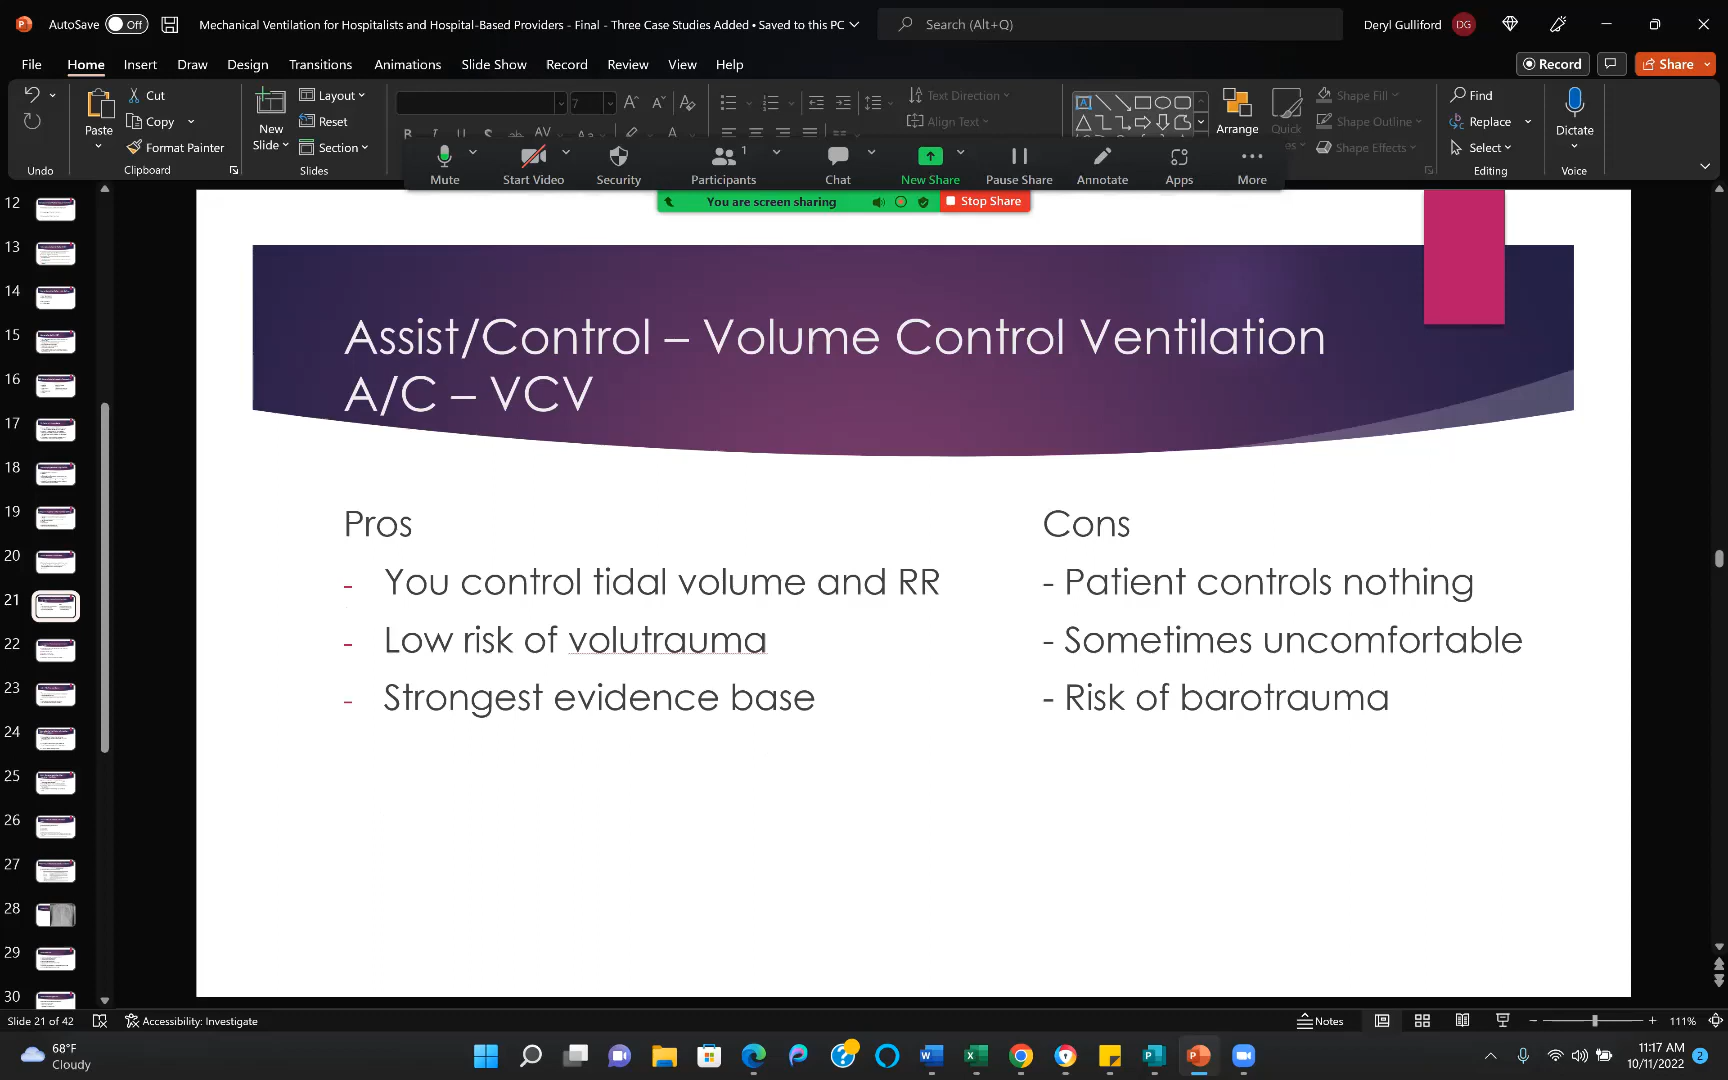 AutoSave Off Mechanical Ventilation for Hospitalists and Hospital-Based Providers - Final - Three Case Studies Added • Saved to this PC Search (Alt+Q) Deryl Gulliford DG
File Home Insert Draw Design Transitions Animations Slide Show Record Review View Help Record Share
Cut Layout 7 Text Direction Shape Fill Find
Paste Copy New Slide Reset Align Text Arrange Quick Shape Outline Replace Dictate
Format Painter Section Shape Effects Select
Undo Clipboard Slides Editing Voice
Mute Start Video Security Participants 1 Chat New Share Pause Share Annotate Apps More
You are screen sharing Stop Share
12
13
14
15
16
17
18
19
20
21
22
23
24
25
26
27
28
29
30
Assist/Control – Volume Control Ventilation
A/C – VCV
Pros
- You control tidal volume and RR
- Low risk of volutrauma
- Strongest evidence base
Cons
- Patient controls nothing
- Sometimes uncomfortable
- Risk of barotrauma
Slide 21 of 42 Accessibility: Investigate Notes 111%
68°F
Cloudy
11:17 AM
10/11/2022 2